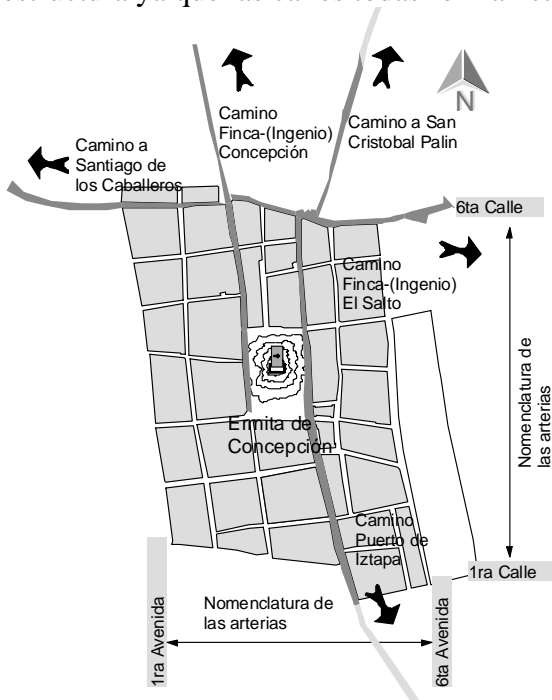 Camino
Finca-(Ingenio)
Concepción
Camino a San
Cristobal Palin
N
Camino a
Santiago de
los Caballeros
6ta Calle
Camino
Finca-(Ingenio)
El Salto
Nomenclatura de
las arterias
Ermita de
Concepción
Camino
Puerto de
Iztapa
1ra Calle
Nomenclatura de
las arterias
1ra Avenida
6ta Avenida